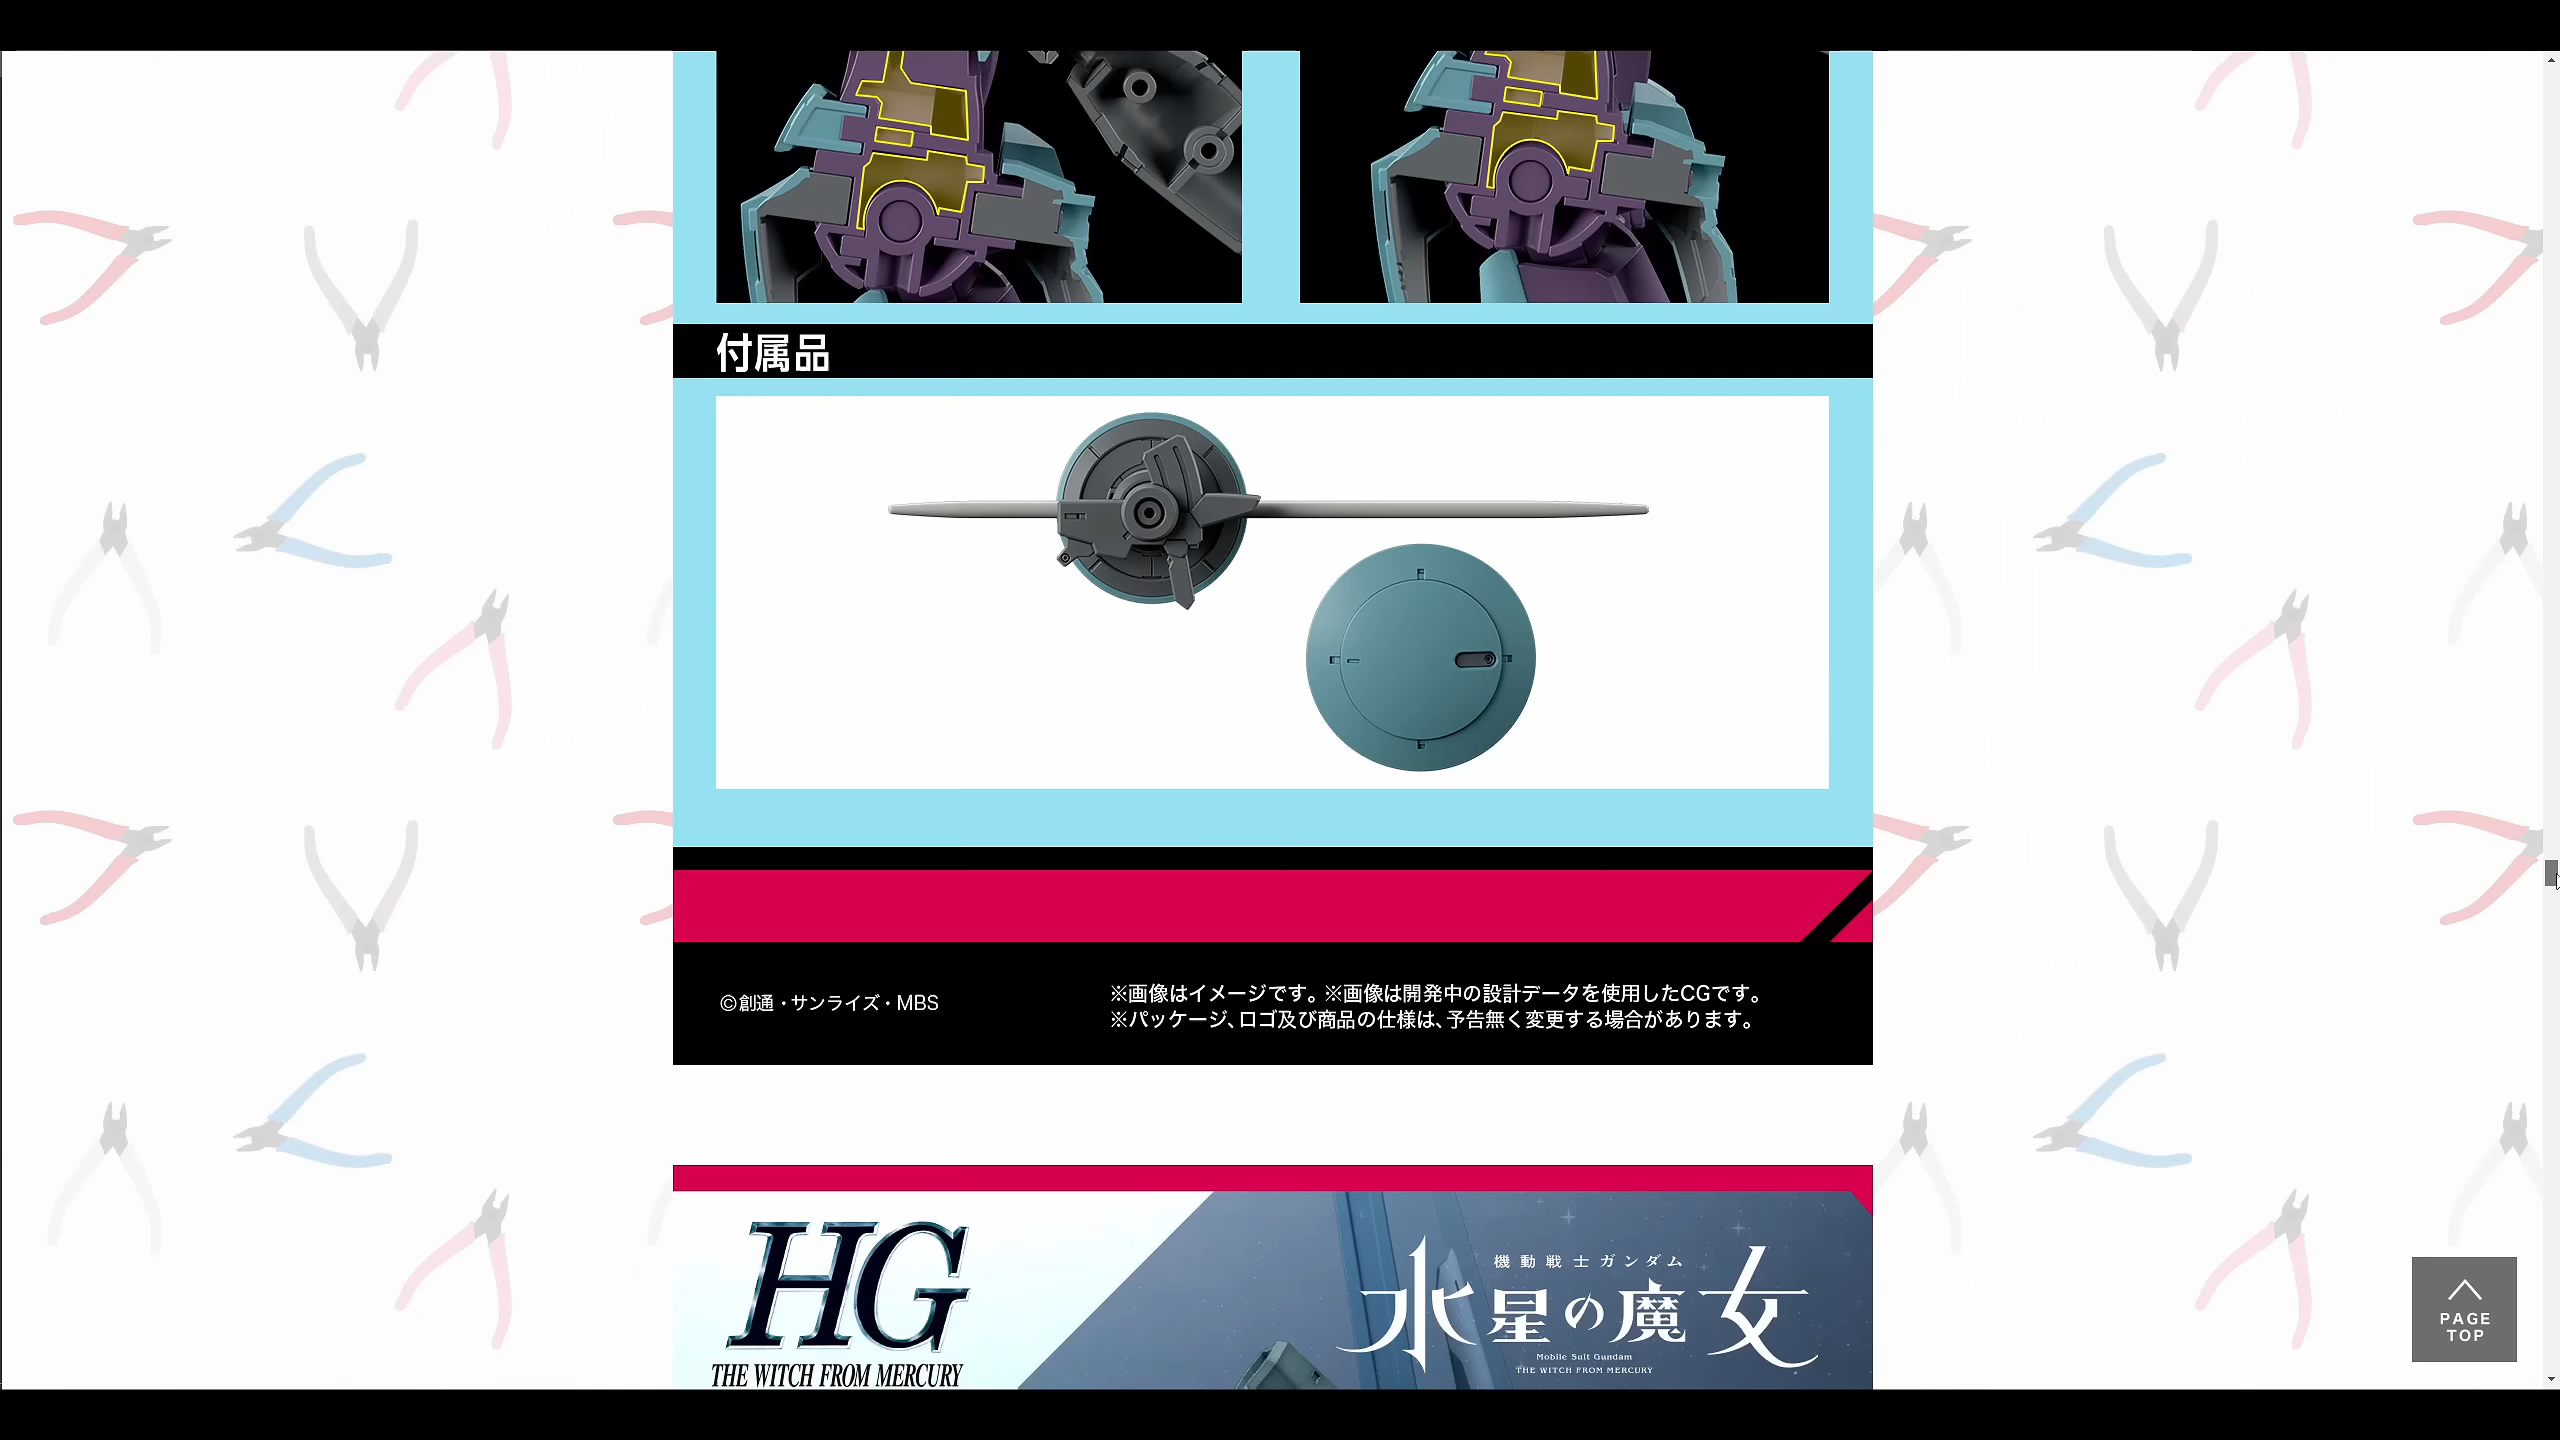 付属品
©創通・サンライズ・MBS
※画像はイメージです。※画像は開発中の設計データを使用したCGです。
※パッケージ、ロゴ及び商品の仕様は、予告無く変更する場合があります。
HG
THE WITCH FROM MERCURY
機動戦士ガンダム
水星の魔女
Mobile Suit Gundam
THE WITCH FROM MERCURY
PAGE
TOP